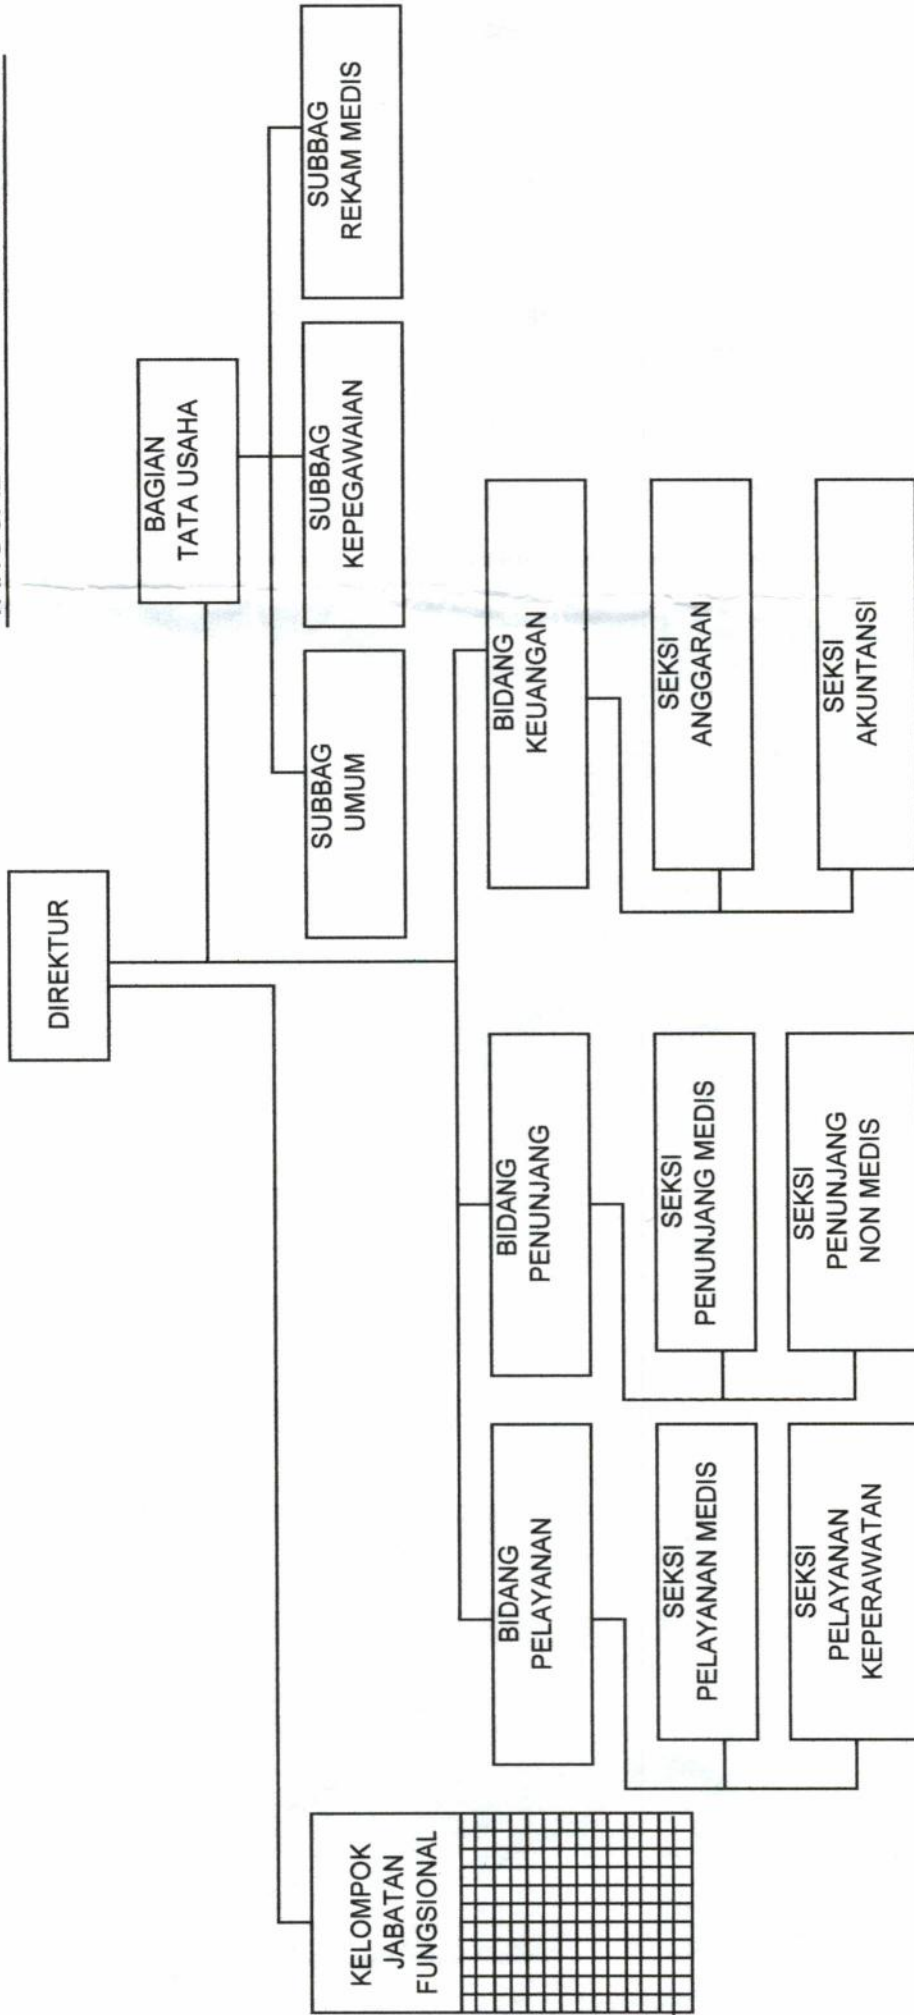 DIREKTUR
BAGIAN
TATA USAHA
SUBBAG
UMUM
SUBBAG
KEPEGAWAIAN
SUBBAG
REKAM MEDIS
KELOMPOK
JABATAN
FUNGSIONAL
BIDANG
PELAYANAN
BIDANG
PENUNJANG
BIDANG
KEUANGAN
SEKSI
PELAYANAN MEDIS
SEKSI
PENUNJANG MEDIS
SEKSI
ANGGARAN
SEKSI
PELAYANAN
KEPERAWATAN
SEKSI
PENUNJANG
NON MEDIS
SEKSI
AKUNTANSI